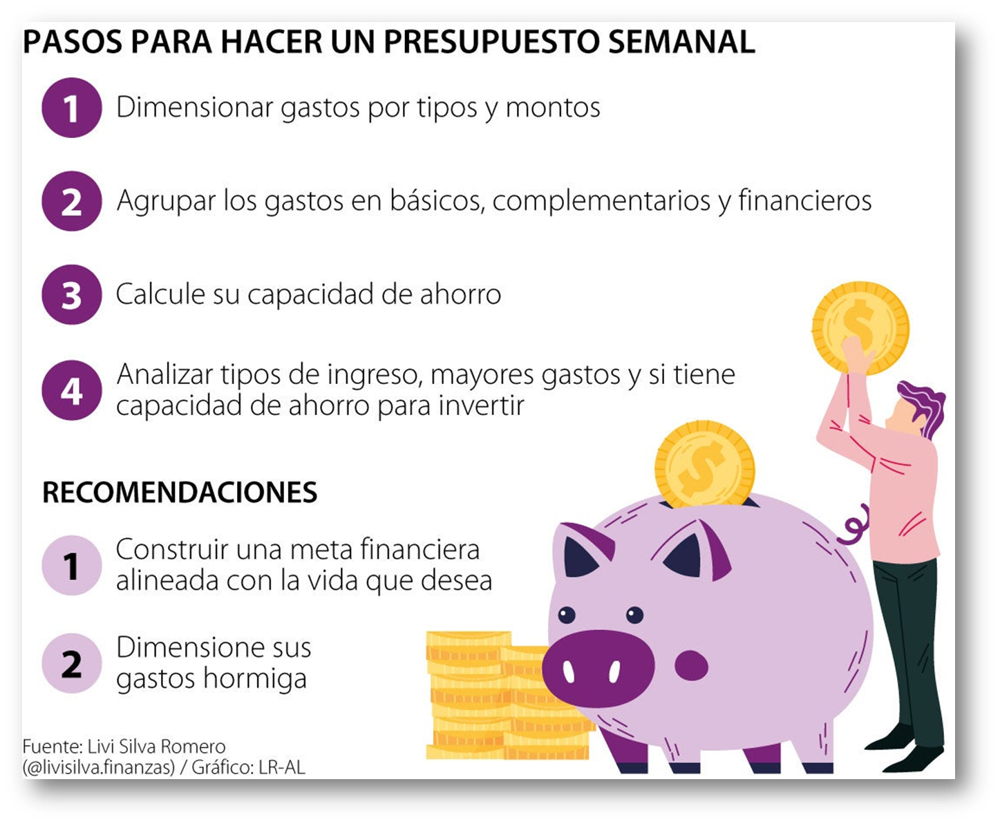 PASOS PARA HACER UN PRESUPUESTO SEMANAL
1 Dimensionar gastos por tipos y montos
2 Agrupar los gastos en básicos, complementarios y financieros
3 Calcule su capacidad de ahorro
4 Analizar tipos de ingreso, mayores gastos y si tiene
capacidad de ahorro para invertir
RECOMENDACIONES
1 Construir una meta financiera
alineada con la vida que desea
2 Dimensione sus
gastos hormiga
Fuente: Livi Silva Romero
(@livisilva.finanzas) / Gráfico: LR-AL
$
$